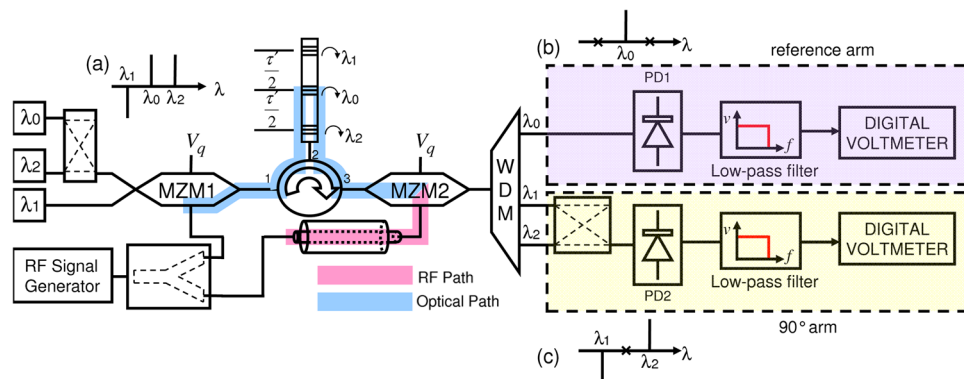 (a)
λ1
λ0 λ2
λ
λ0
λ2
λ1
Vq
MZM1
RF Signal
Generator
τ'
2
τ'
2
λ1
λ0
λ2
1
2
3
Vq
MZM2
RF Path
Optical Path
W
D
M
λ0
λ1
λ2
(b)
λ0
λ
reference arm
PD1
v
f
Low-pass filter
DIGITAL
VOLTMETER
PD2
v
f
Low-pass filter
DIGITAL
VOLTMETER
90° arm
(c)
λ1
λ2
λ